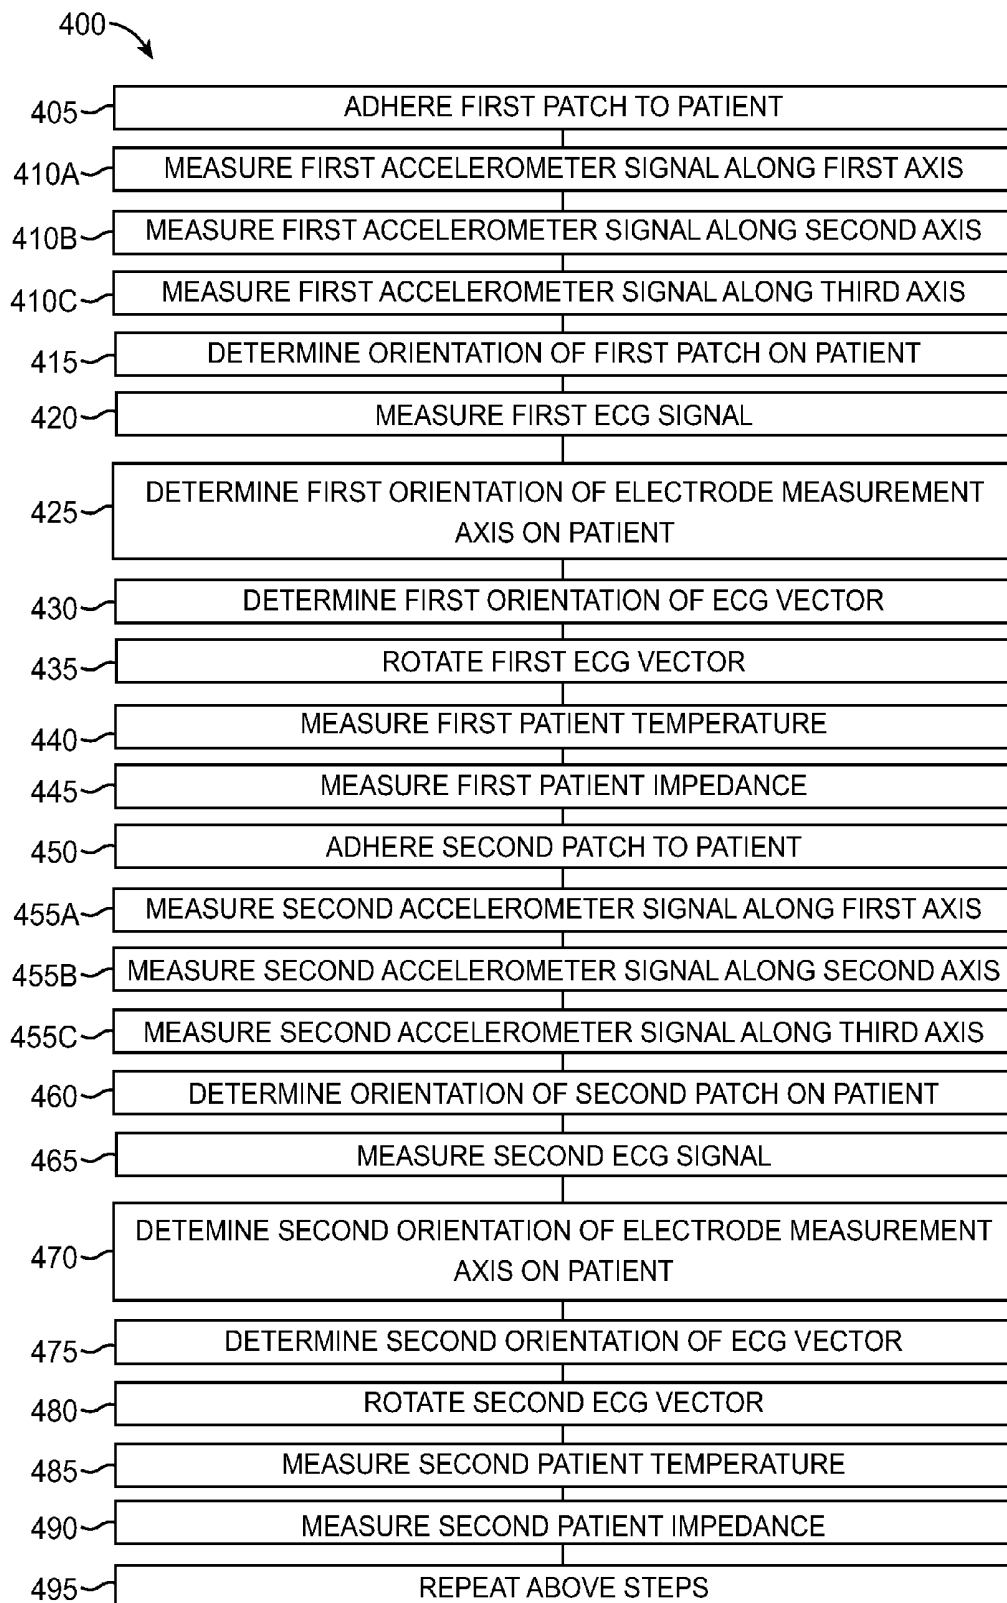 400
405 ADHERE FIRST PATCH TO PATIENT
410A MEASURE FIRST ACCELEROMETER SIGNAL ALONG FIRST AXIS
410B MEASURE FIRST ACCELEROMETER SIGNAL ALONG SECOND AXIS
410C MEASURE FIRST ACCELEROMETER SIGNAL ALONG THIRD AXIS
415 DETERMINE ORIENTATION OF FIRST PATCH ON PATIENT
420 MEASURE FIRST ECG SIGNAL
425 DETERMINE FIRST ORIENTATION OF ELECTRODE MEASUREMENT
AXIS ON PATIENT
430 DETERMINE FIRST ORIENTATION OF ECG VECTOR
435 ROTATE FIRST ECG VECTOR
440 MEASURE FIRST PATIENT TEMPERATURE
445 MEASURE FIRST PATIENT IMPEDANCE
450 ADHERE SECOND PATCH TO PATIENT
455A MEASURE SECOND ACCELEROMETER SIGNAL ALONG FIRST AXIS
455B MEASURE SECOND ACCELEROMETER SIGNAL ALONG SECOND AXIS
455C MEASURE SECOND ACCELEROMETER SIGNAL ALONG THIRD AXIS
460 DETERMINE ORIENTATION OF SECOND PATCH ON PATIENT
465 MEASURE SECOND ECG SIGNAL
470 DETEMINE SECOND ORIENTATION OF ELECTRODE MEASUREMENT
AXIS ON PATIENT
475 DETERMINE SECOND ORIENTATION OF ECG VECTOR
480 ROTATE SECOND ECG VECTOR
485 MEASURE SECOND PATIENT TEMPERATURE
490 MEASURE SECOND PATIENT IMPEDANCE
495 REPEAT ABOVE STEPS